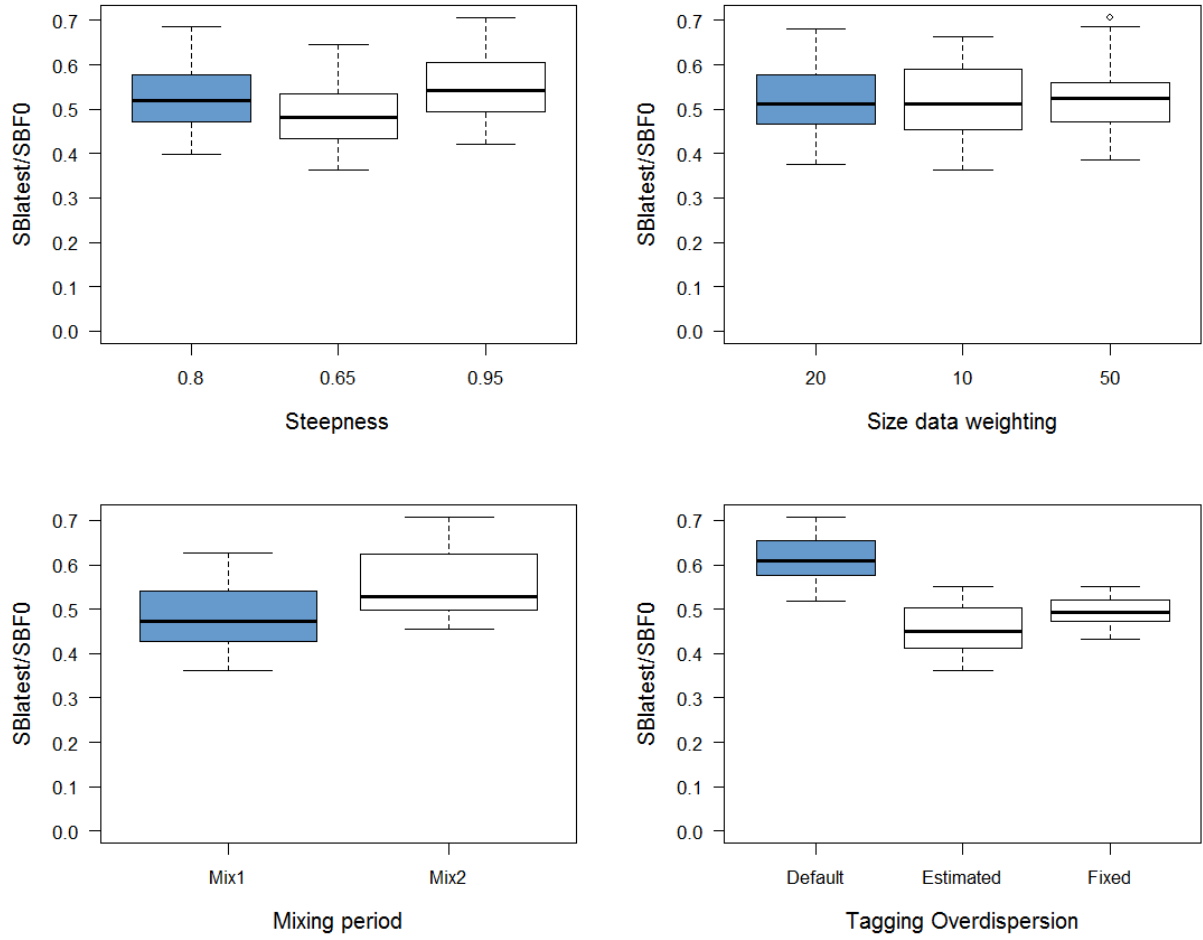 SBlatest/SBF0
0.7
0.6
0.5
0.4
0.3
0.2
0.1
0.0
0.8 0.65 0.95
Steepness
SBlatest/SBF0
0.7
0.6
0.5
0.4
0.3
0.2
0.1
0.0
20 10 50
Size data weighting
SBlatest/SBF0
0.7
0.6
0.5
0.4
0.3
0.2
0.1
0.0
Mix1 Mix2
Mixing period
SBlatest/SBF0
0.7
0.6
0.5
0.4
0.3
0.2
0.1
0.0
Default Estimated Fixed
Tagging Overdispersion